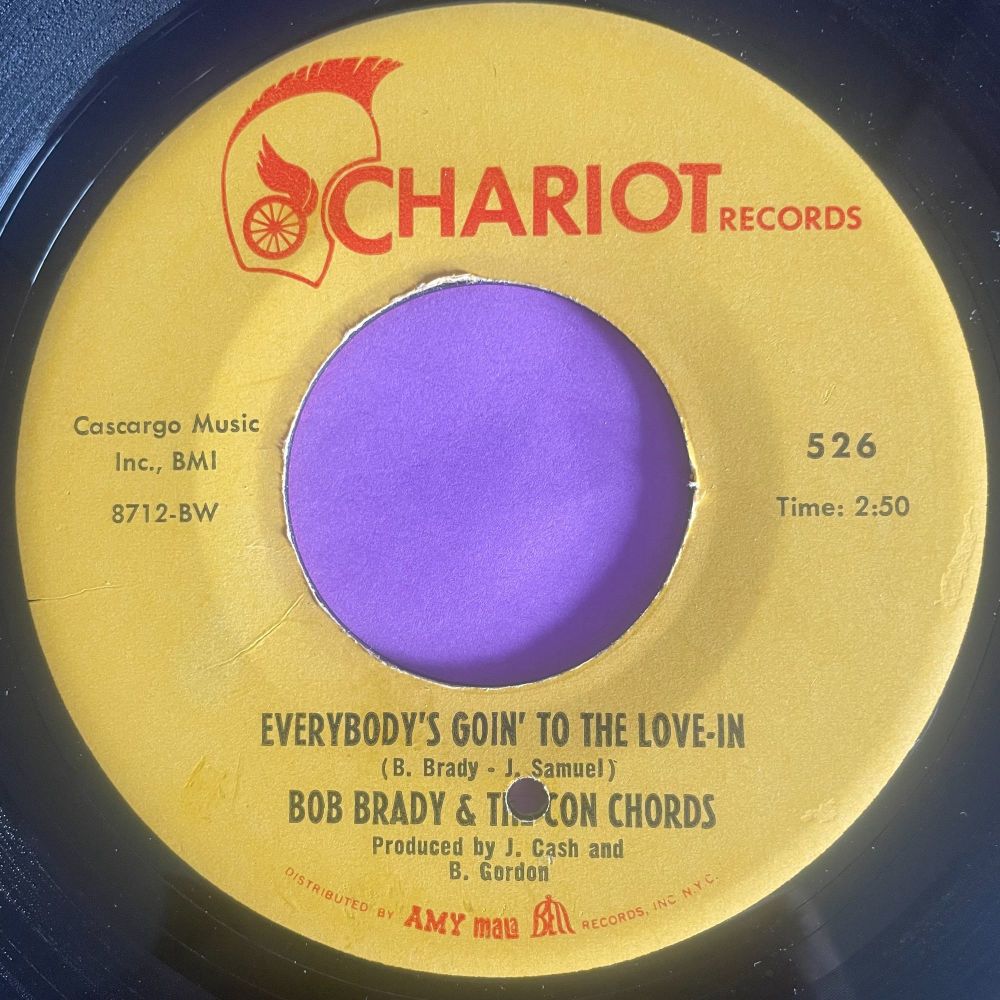 CHARIOT RECORDS
Cascargo Music
Inc., BMI
8712-BW
526
Time: 2:50
EVERYBODY'S GOIN' TO THE LOVE-IN
(B. Brady - J. Samuel)
BOB BRADY & THE CON CHORDS
Produced by J. Cash and
B. Gordon
DISTRIBUTED BY AMY mala BELL RECORDS, INC N.Y.C.